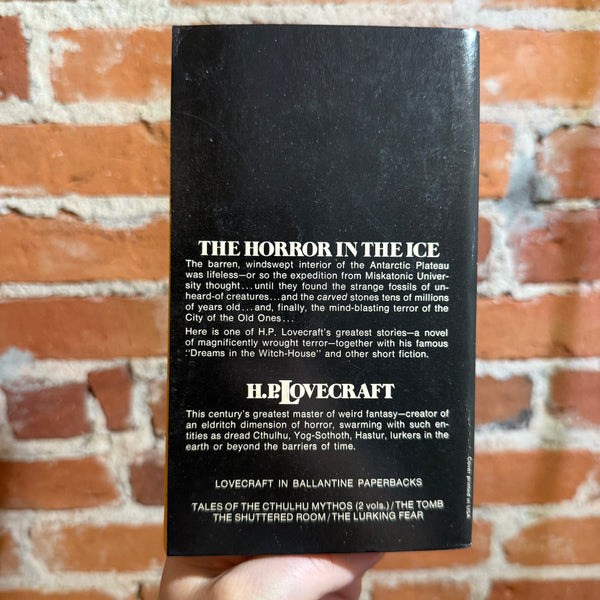 THE HORROR IN THE ICE
The barren, windswept interior of the Antarctic Plateau
was lifeless—or so the expedition from Miskatonic Univer-
sity thought...until they found the strange fossils of un-
heard-of creatures...and the carved stones tens of millions
of years old...and, finally, the mind-blasting terror of the
City of the Old Ones...
Here is one of H.P. Lovecraft's greatest stories—a novel
of magnificently wrought terror—together with his famous
"Dreams in the Witch-House" and other short fiction.
H.P. LOVECRAFT
This century's greatest master of weird fantasy—creator of
an eldritch dimension of horror, swarming with such en-
tities as dread Cthulhu, Yog-Sothoth, Hastur, lurkers in the
earth or beyond the barriers of time.
LOVECRAFT IN BALLANTINE PAPERBACKS
TALES OF THE CTHULHU MYTHOS (2 vols.)/THE TOMB
THE SHUTTERED ROOM/THE LURKING FEAR
Cover printed in USA